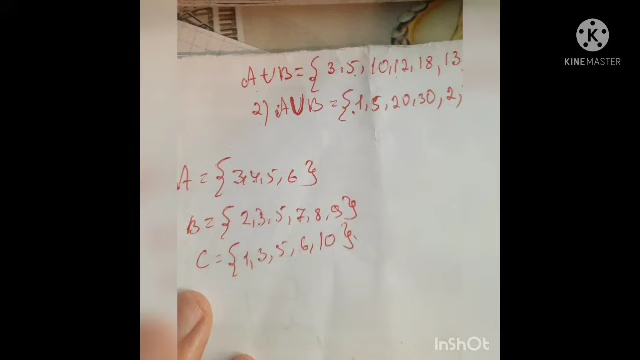 A ∪ B = { 3, 5, 10, 12, 18, 13
2) A ∪ B = { 1, 5, 20, 30, 2,
A = { 3, 4, 5, 6 }
B = { 2, 3, 5, 7, 8, 9 }
C = { 1, 3, 5, 6, 10 }
KINEMASTER
InShOt